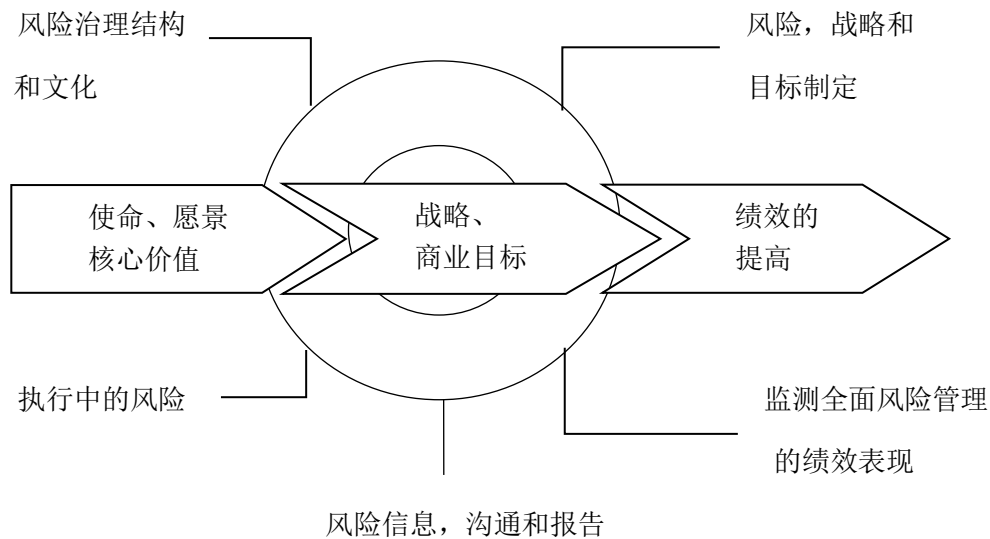 风险治理结构
和文化
风险，战略和
目标制定
使命、愿景
核心价值
战略、
商业目标
绩效的
提高
执行中的风险
监测全面风险管理
的绩效表现
风险信息，沟通和报告